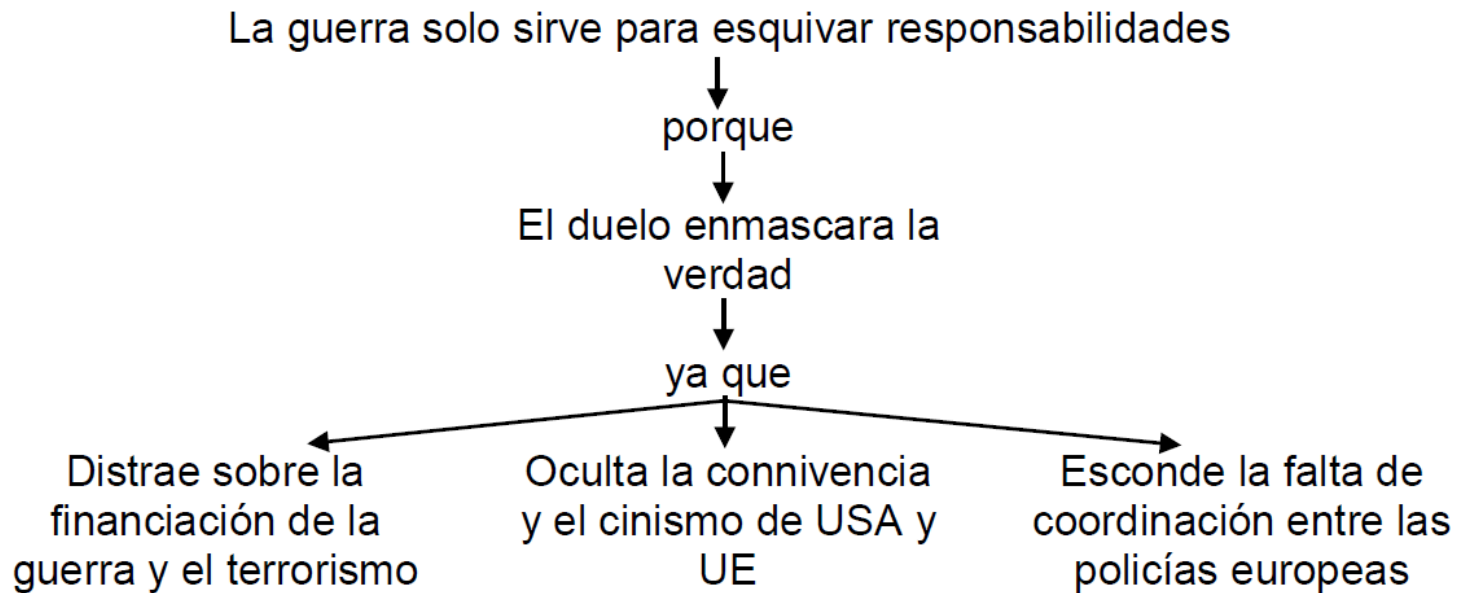 La guerra solo sirve para esquivar responsabilidades
porque
El duelo enmascara la
verdad
ya que
Distrae sobre la
financiación de la
guerra y el terrorismo
Oculta la connivencia
y el cinismo de USA y
UE
Esconde la falta de
coordinación entre las
policías europeas